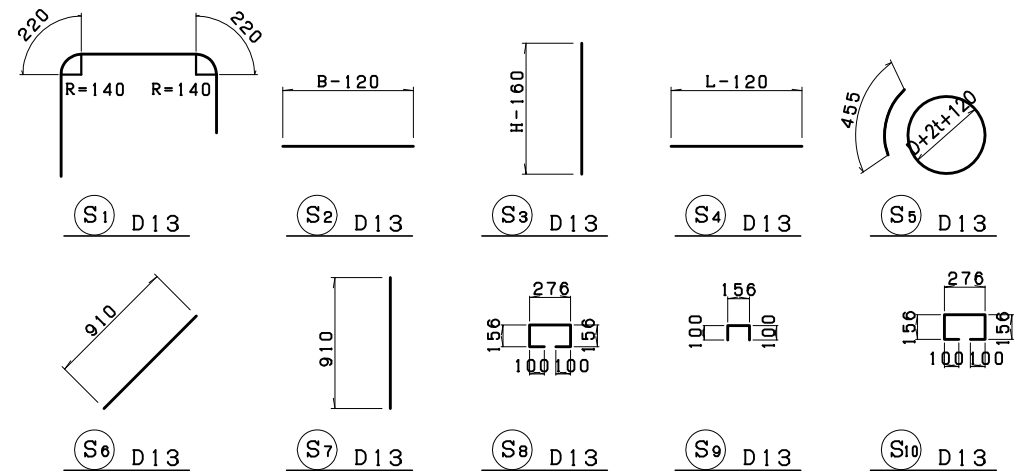 220
220
R=140
R=140
S1 D13
B-120
S2 D13
H-160
S3 D13
L-120
S4 D13
455
D+2t+120
S5 D13
910
S6 D13
910
S7 D13
276
156
156
100
100
S8 D13
156
100
100
S9 D13
276
156
156
100
100
S10 D13